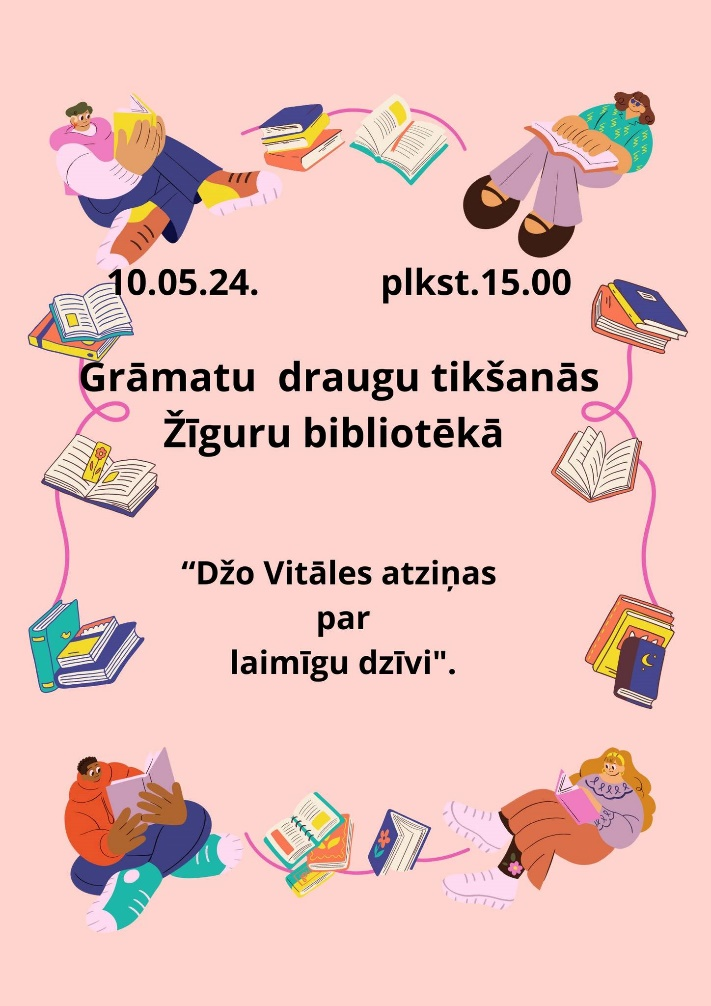 10.05.24. plkst.15.00
Grāmatu draugu tikšanās
Žīguru bibliotēkā
“Džo Vitāles atziņas
par
laimīgu dzīvi".